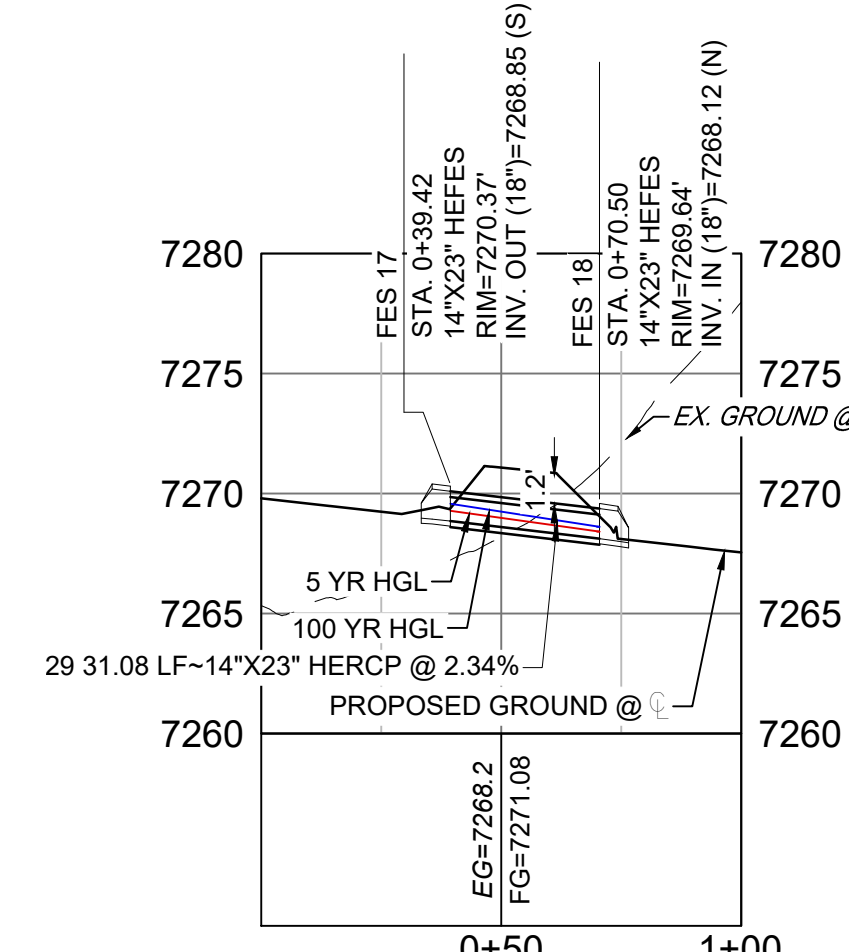 FES 17
STA. 0+39.42
14"X23" HEFES
RIM=7270.37'
INV. OUT (18")=7268.85 (S)
FES 18
STA. 0+70.50
14"X23" HEFES
RIM=7269.64'
INV. IN (18")=7268.12 (N)
7280
7280
7275
7275
EX. GROUND @
7270
7270
1.2'
5 YR HGL
7265
7265
100 YR HGL
29 31.08 LF~14"X23" HERCP @ 2.34%
PROPOSED GROUND @ ℄
7260
7260
EG=7268.2
FG=7271.08
0+50
1+00